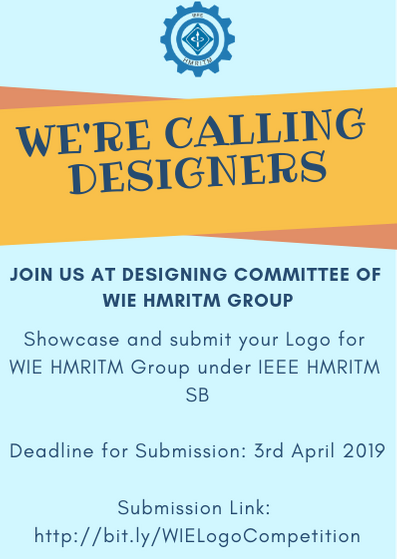 WIE
HMRITM
WE'RE CALLING
DESIGNERS
JOIN US AT DESIGNING COMMITTEE OF
WIE HMRITM GROUP
Showcase and submit your Logo for
WIE HMRITM Group under IEEE HMRITM
SB
Deadline for Submission: 3rd April 2019
Submission Link:
http://bit.ly/WIELogoCompetition